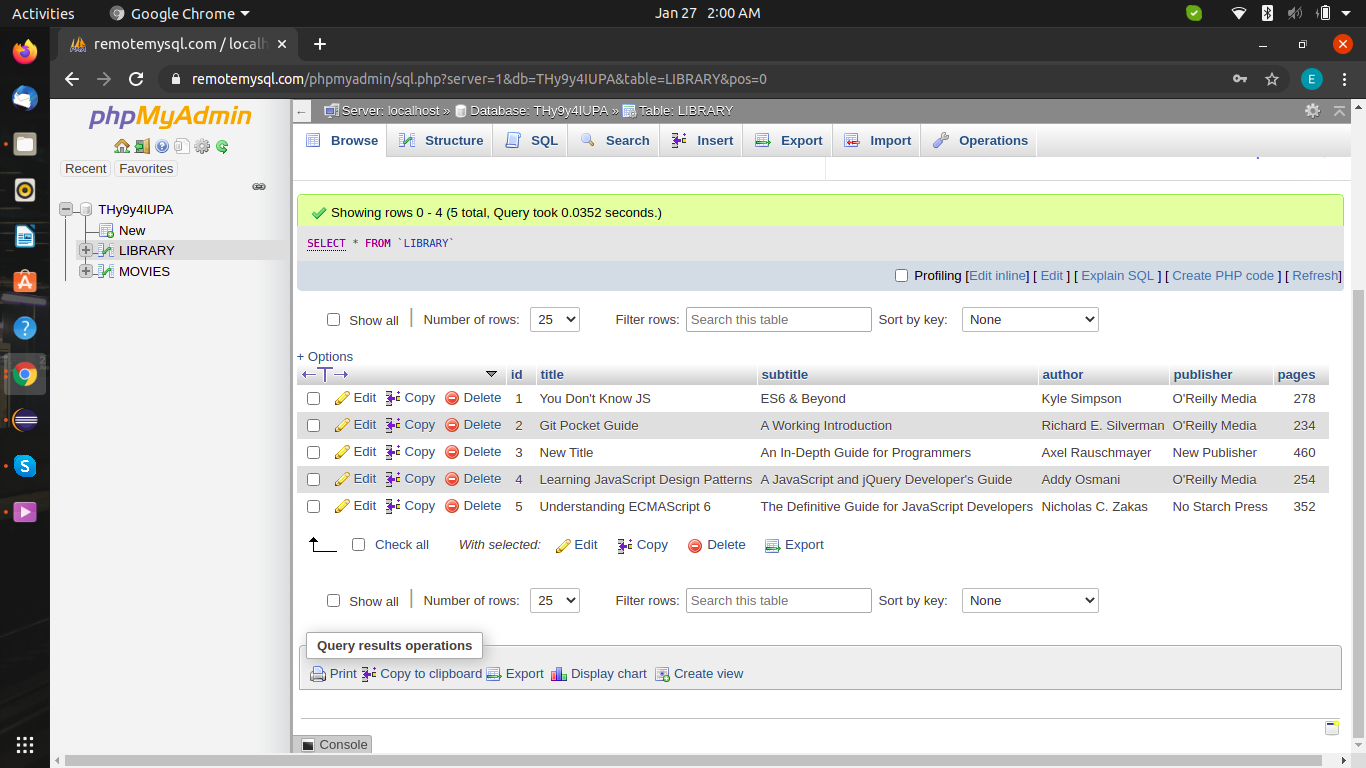 Activities Google Chrome Jan 27 2:00 AM
remotemysql.com / localh
remotemysql.com/phpmyadmin/sql.php?server=1&db=THy9y4IUPA&table=LIBRARY&pos=0 E
phpMyAdmin
Recent Favorites
THy9y4IUPA
New
LIBRARY
MOVIES
Server: localhost » Database: THy9y4IUPA » Table: LIBRARY
Browse Structure SQL Search Insert Export Import Operations
Showing rows 0 - 4 (5 total, Query took 0.0352 seconds.)
SELECT * FROM `LIBRARY`
Profiling [Edit inline] [ Edit ] [ Explain SQL ] [ Create PHP code ] [ Refresh]
Show all Number of rows: 25 Filter rows: Search this table Sort by key: None
+ Options
←T→ id title subtitle author publisher pages
Edit Copy Delete 1 You Don't Know JS ES6 & Beyond Kyle Simpson O'Reilly Media 278
Edit Copy Delete 2 Git Pocket Guide A Working Introduction Richard E. Silverman O'Reilly Media 234
Edit Copy Delete 3 New Title An In-Depth Guide for Programmers Axel Rauschmayer New Publisher 460
Edit Copy Delete 4 Learning JavaScript Design Patterns A JavaScript and jQuery Developer's Guide Addy Osmani O'Reilly Media 254
Edit Copy Delete 5 Understanding ECMAScript 6 The Definitive Guide for JavaScript Developers Nicholas C. Zakas No Starch Press 352
Check all With selected: Edit Copy Delete Export
Show all Number of rows: 25 Filter rows: Search this table Sort by key: None
Query results operations
Print Copy to clipboard Export Display chart Create view
Console